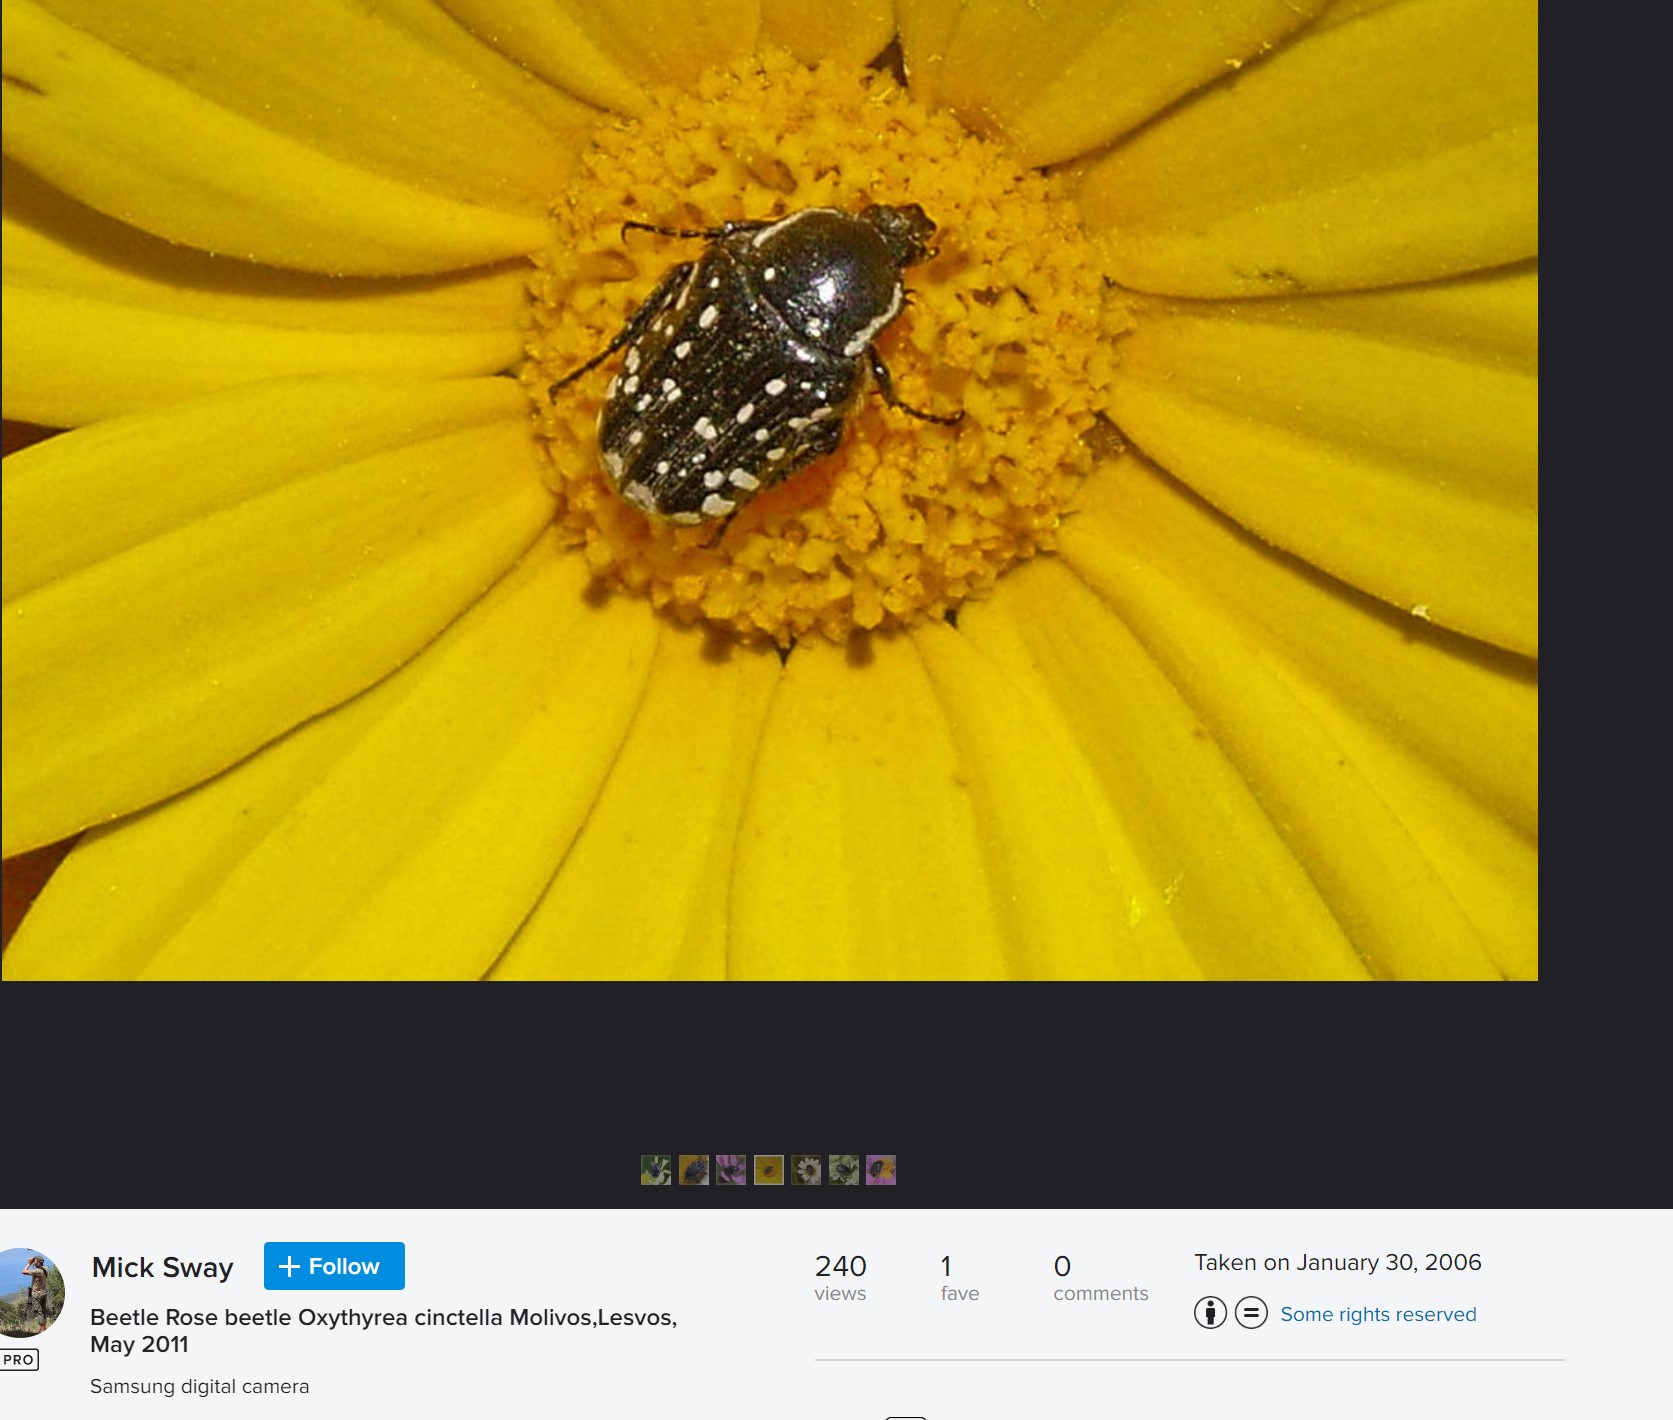 Mick Sway
+ Follow
Beetle Rose beetle Oxythyrea cinctella Molivos,Lesvos,
May 2011
PRO
Samsung digital camera
240
views
1
fave
0
comments
Taken on January 30, 2006
Some rights reserved